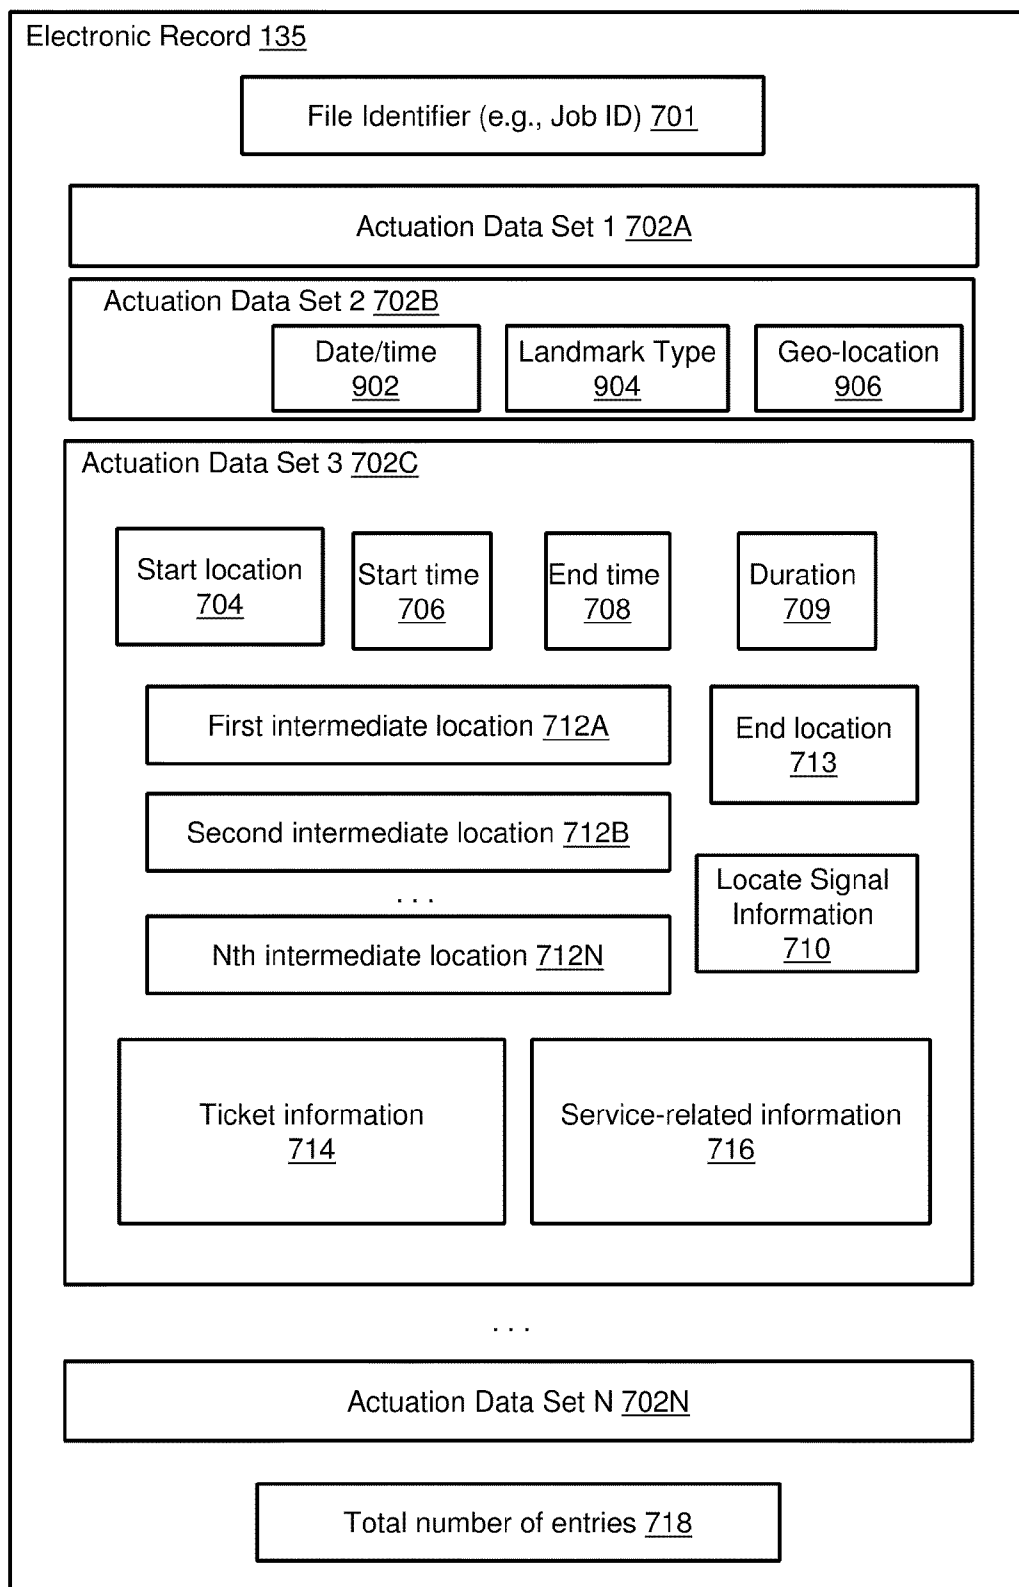 Electronic Record 135
File Identifier (e.g., Job ID) 701
Actuation Data Set 1 702A
Actuation Data Set 2 702B
Date/time
902
Landmark Type
904
Geo-location
906
Actuation Data Set 3 702C
Start location
704
Start time
706
End time
708
Duration
709
First intermediate location 712A
End location
713
Second intermediate location 712B
. . .
Locate Signal
Information
710
Nth intermediate location 712N
Ticket information
714
Service-related information
716
. . .
Actuation Data Set N 702N
Total number of entries 718